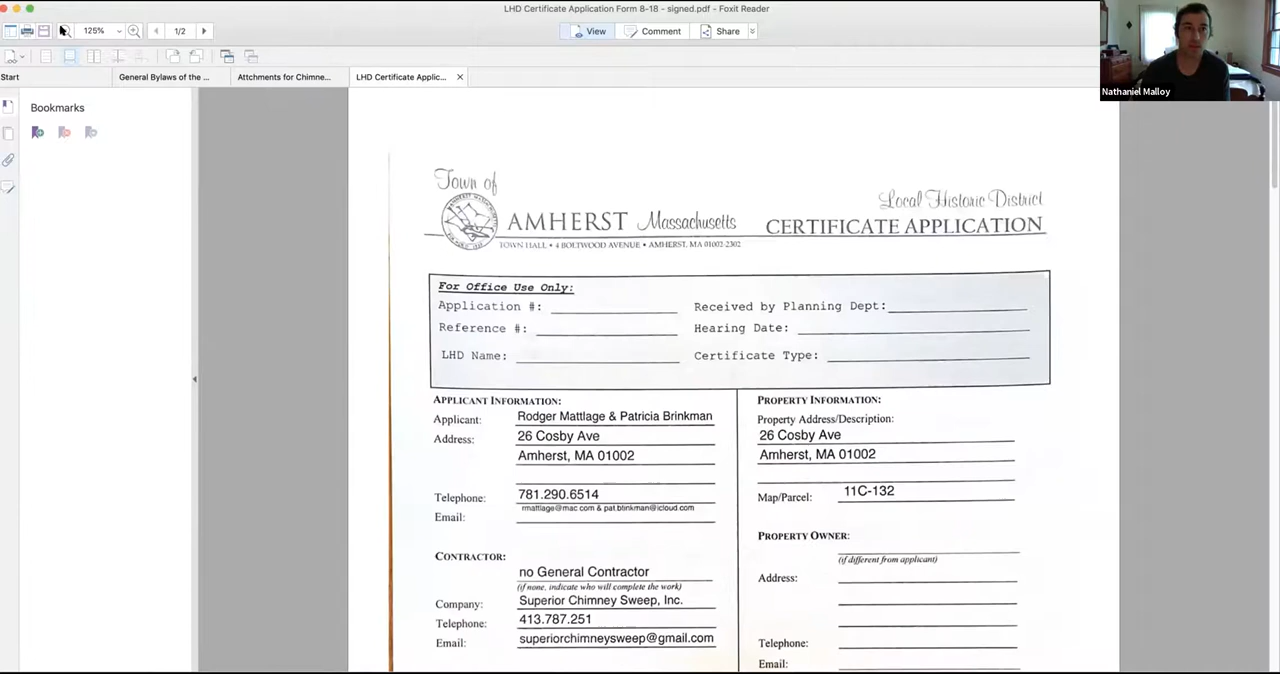 LHD Certificate Application Form 8-18 - signed.pdf - Foxit Reader
125%
1/2
View
Comment
Share
Start
General Bylaws of the ...
Attchments for Chimne...
LHD Certificate Applic...
Nathaniel Malloy
Bookmarks
Town of
AMHERST Massachusetts
TOWN HALL • 4 BOLTWOOD AVENUE • AMHERST, MA 01002-2302
Local Historic District
CERTIFICATE APPLICATION
For Office Use Only:
Application #:
Received by Planning Dept:
Reference #:
Hearing Date:
LHD Name:
Certificate Type:
APPLICANT INFORMATION:
Applicant: Rodger Mattlage & Patricia Brinkman
Address: 26 Cosby Ave
Amherst, MA 01002
Telephone: 781.290.6514
rmattlage@mac.com & pat.blinkman@icloud.com
Email:
CONTRACTOR:
no General Contractor
(if none, indicate who will complete the work)
Company: Superior Chimney Sweep, Inc.
Telephone: 413.787.251
Email: superiorchimneysweep@gmail.com
PROPERTY INFORMATION:
Property Address/Description:
26 Cosby Ave
Amherst, MA 01002
Map/Parcel: 11C-132
PROPERTY OWNER:
(if different from applicant)
Address:
Telephone:
Email: